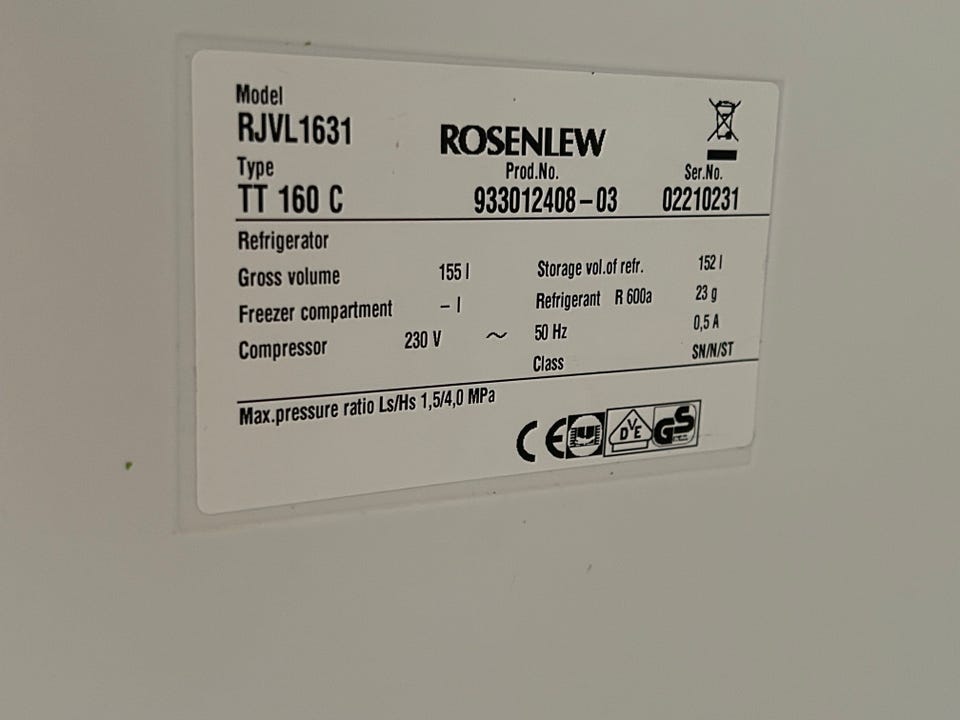 Model
RJVL1631
ROSENLEW
Type
Prod.No.
Ser.No.
TT 160 C
933012408-03
02210231
Refrigerator
Gross volume 155 l
Storage vol.of refr. 152 l
Freezer compartment - l
Refrigerant R 600a 23 g
Compressor 230 V ~ 50 Hz 0,5 A
Class SN/N/ST
Max.pressure ratio Ls/Hs 1,5/4,0 MPa
CE
DVE
GS